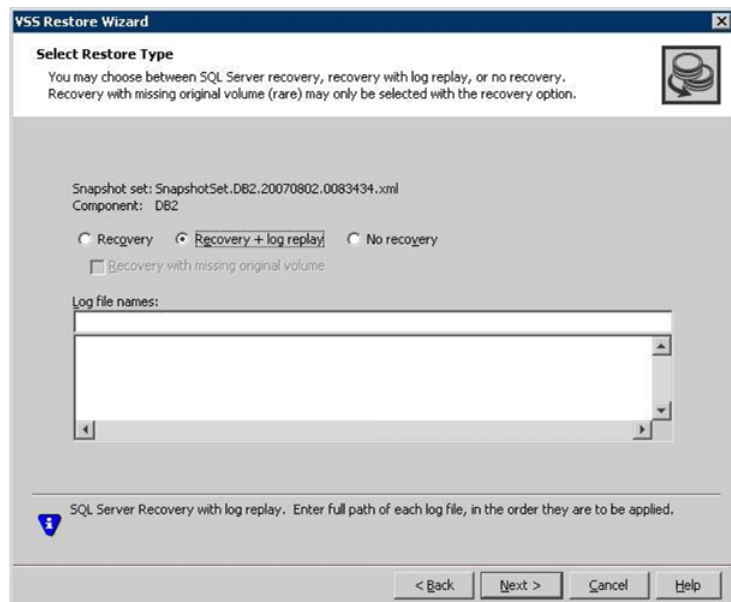 VSS Restore Wizard
Select Restore Type
You may choose between SQL Server recovery, recovery with log replay, or no recovery.
Recovery with missing original volume (rare) may only be selected with the recovery option.
Snapshot set: SnapshotSet.DB2.20070802.0083434.xml
Component: DB2
Recovery Recovery + log replay No recovery
Recovery with missing original volume
Log file names:
SQL Server Recovery with log replay. Enter full path of each log file, in the order they are to be applied.
< Back Next > Cancel Help